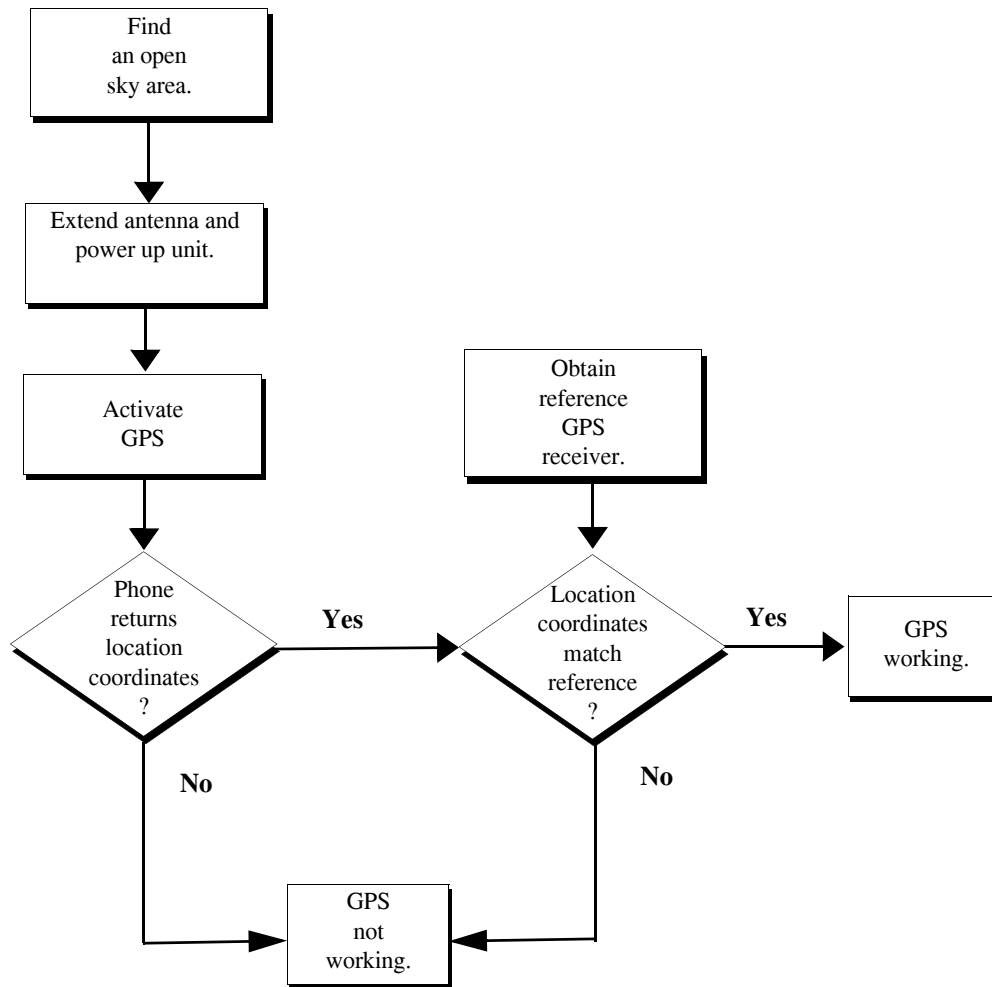 Find
an open
sky area.
Extend antenna and
power up unit.
Activate
GPS
Obtain
reference
GPS
receiver.
Phone
returns
location
coordinates
?
Yes
Location
coordinates
match
reference
?
Yes
GPS
working.
No
No
GPS
not
working.